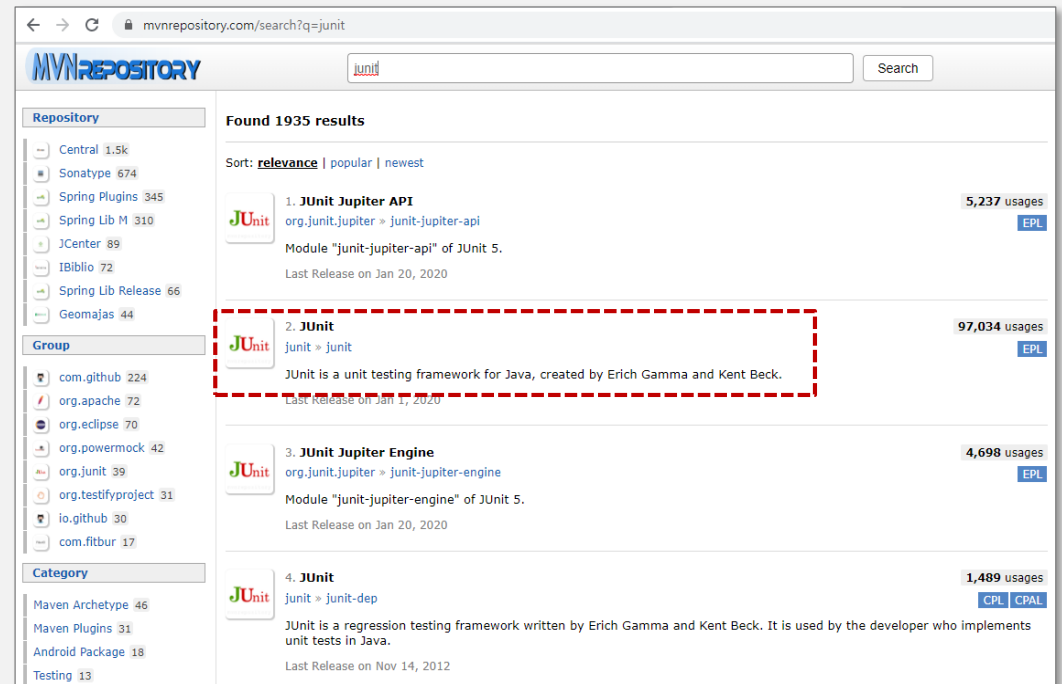 mvnrepository.com/search?q=junit
MVNREPOSITORY
junit
Search
Repository
Central 1.5k
Sonatype 674
Spring Plugins 345
Spring Lib M 310
JCenter 89
IBiblio 72
Spring Lib Release 66
Geomajas 44
Group
com.github 224
org.apache 72
org.eclipse 70
org.powermock 42
org.junit 39
org.testifyproject 31
io.github 30
com.fitbur 17
Category
Maven Archetype 46
Maven Plugins 31
Android Package 18
Testing 13
Found 1935 results
Sort: relevance | popular | newest
JUnit
1. JUnit Jupiter API
5,237 usages
org.junit.jupiter » junit-jupiter-api
EPL
Module "junit-jupiter-api" of JUnit 5.
Last Release on Jan 20, 2020
JUnit
2. JUnit
97,034 usages
junit » junit
EPL
JUnit is a unit testing framework for Java, created by Erich Gamma and Kent Beck.
Last Release on Jan 1, 2020
JUnit
3. JUnit Jupiter Engine
4,698 usages
org.junit.jupiter » junit-jupiter-engine
EPL
Module "junit-jupiter-engine" of JUnit 5.
Last Release on Jan 20, 2020
JUnit
4. JUnit
1,489 usages
junit » junit-dep
CPL CPAL
JUnit is a regression testing framework written by Erich Gamma and Kent Beck. It is used by the developer who implements
unit tests in Java.
Last Release on Nov 14, 2012